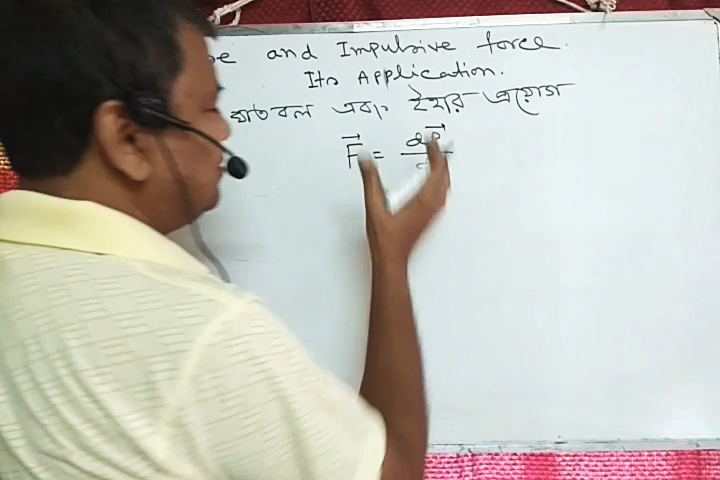 and Impulsive force.
Its Application.
ঘাত বল এবং ইহার প্রয়োগ
F⃗ = dP⃗